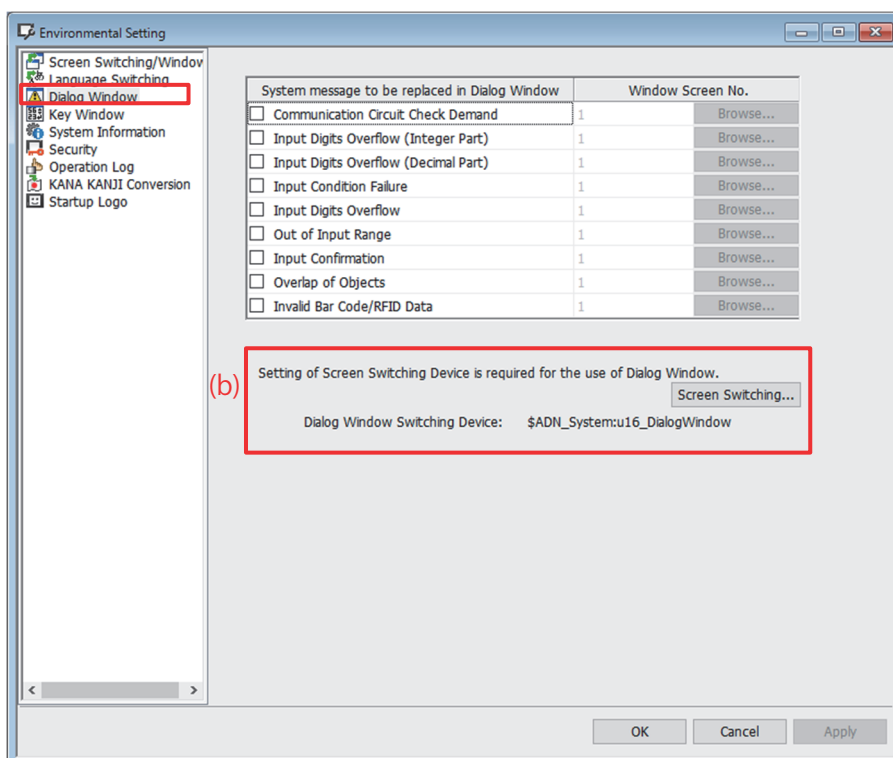 Environmental Setting
Screen Switching/Window
Language Switching
Dialog Window
Key Window
System Information
Security
Operation Log
KANA KANJI Conversion
Startup Logo
System message to be replaced in Dialog Window Window Screen No.
Communication Circuit Check Demand 1 Browse...
Input Digits Overflow (Integer Part) 1 Browse...
Input Digits Overflow (Decimal Part) 1 Browse...
Input Condition Failure 1 Browse...
Input Digits Overflow 1 Browse...
Out of Input Range 1 Browse...
Input Confirmation 1 Browse...
Overlap of Objects 1 Browse...
Invalid Bar Code/RFID Data 1 Browse...
(b)
Setting of Screen Switching Device is required for the use of Dialog Window.
Screen Switching...
Dialog Window Switching Device: $ADN_System:u16_DialogWindow
OK Cancel Apply